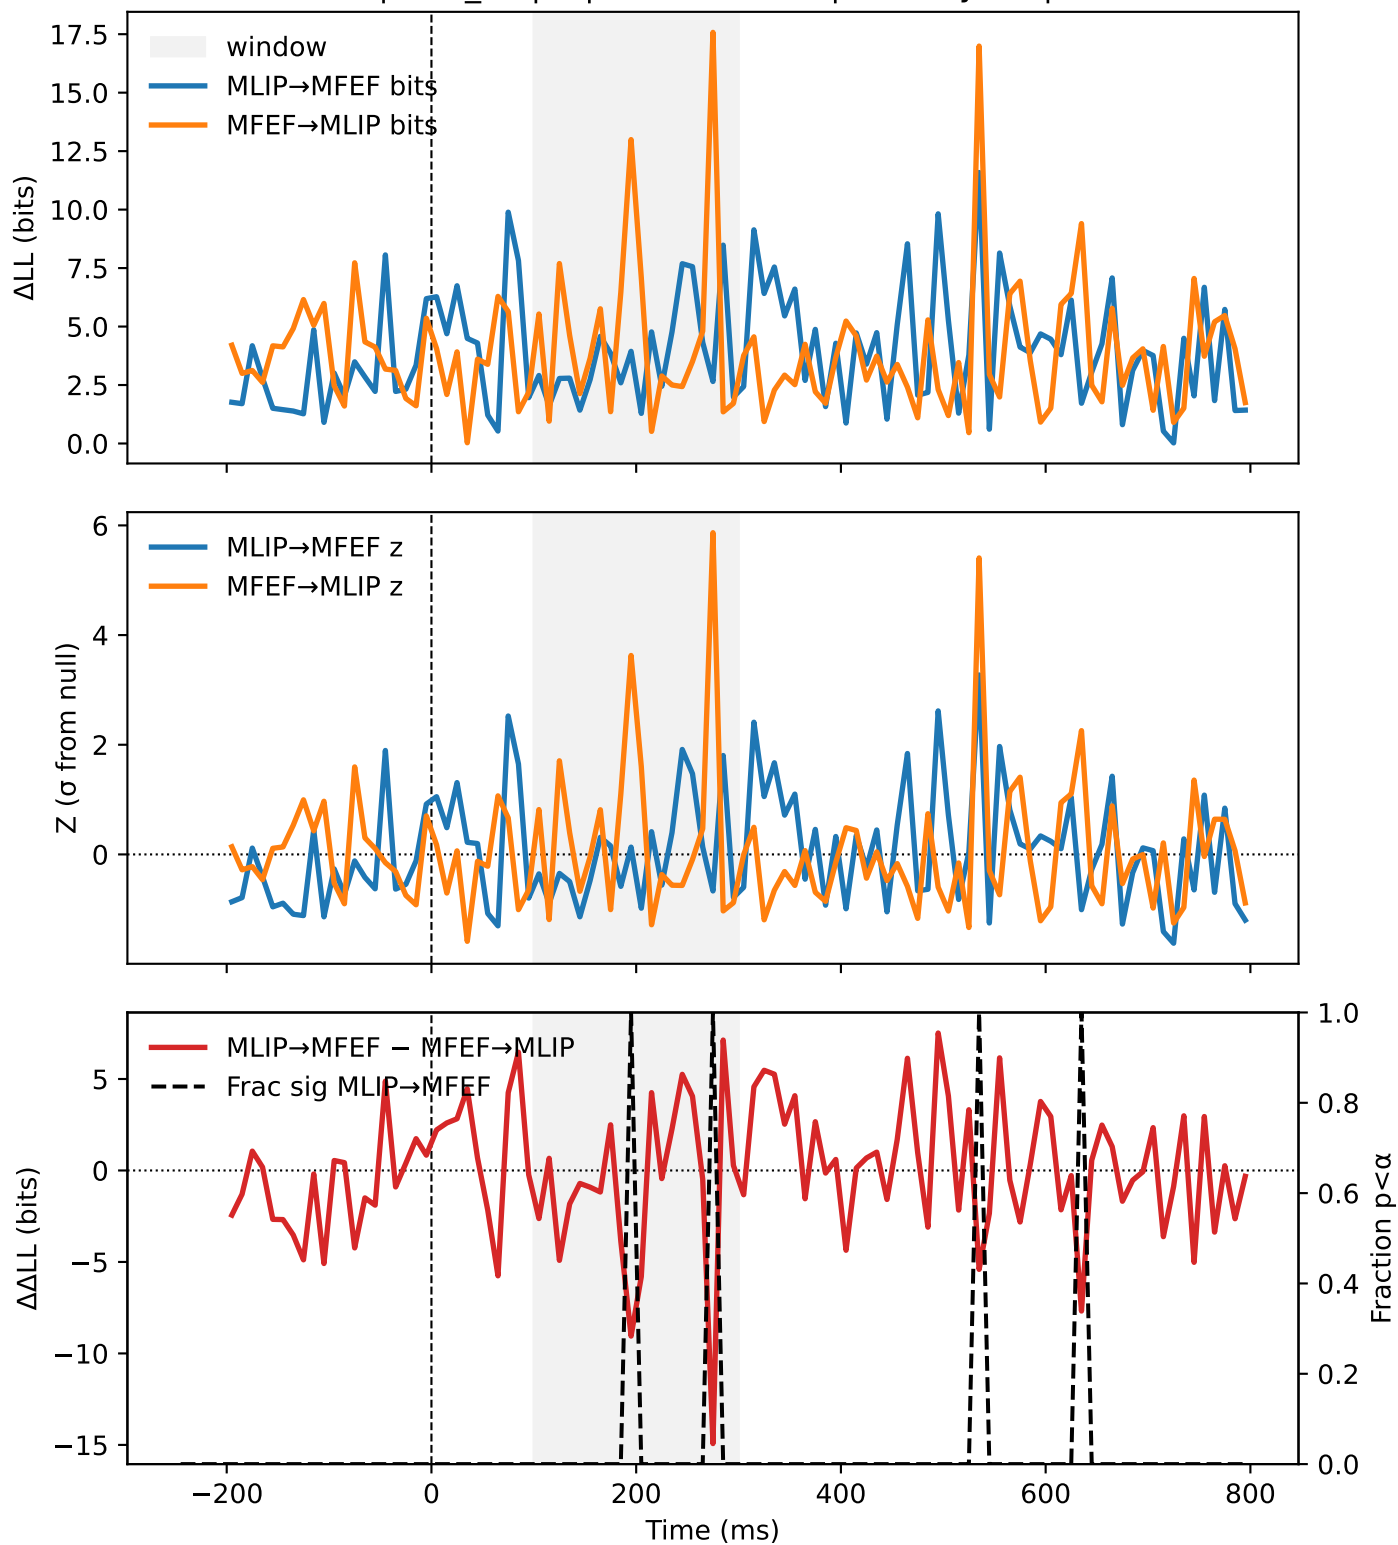 17.5
15.0
12.5
10.0
7.5
5.0
2.5
0.0
ΔLL (bits)
window
MLIP→MFEF bits
MFEF→MLIP bits
6
4
2
0
Z (σ from null)
MLIP→MFEF z
MFEF→MLIP z
5
0
−5
−10
−15
ΔΔLL (bits)
MLIP→MFEF − MFEF→MLIP
Frac sig MLIP→MFEF
1.0
0.8
0.6
0.4
0.2
0.0
Fraction p<α
−200 0 200 400 600 800
Time (ms)